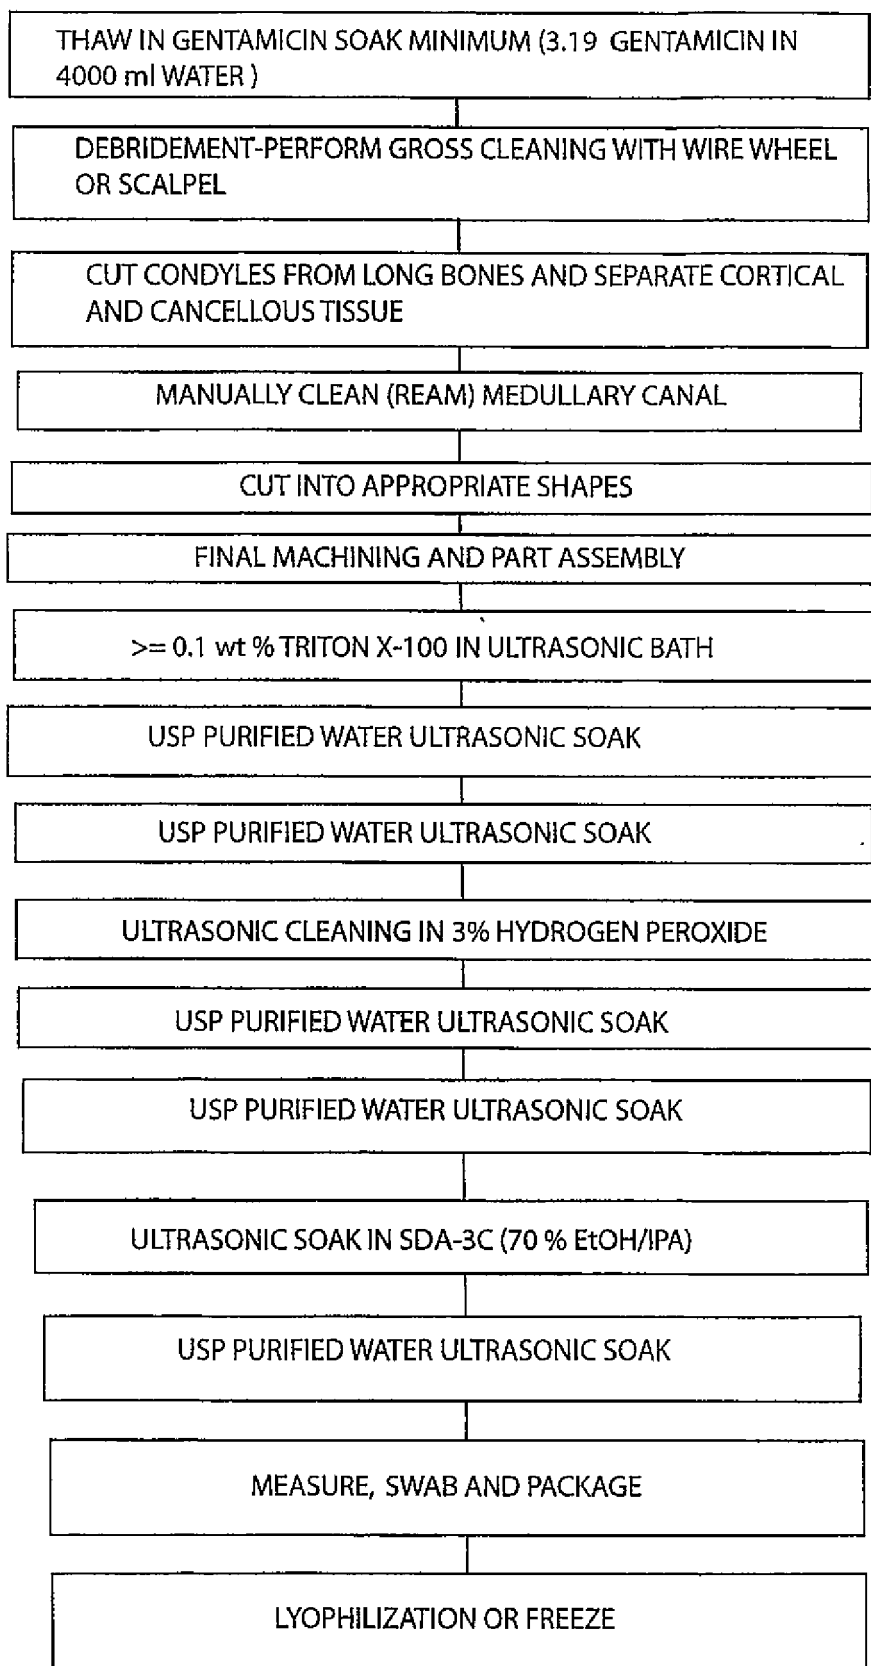 THAW IN GENTAMICIN SOAK MINIMUM (3.19 GENTAMICIN IN
4000 ml WATER )
DEBRIDEMENT-PERFORM GROSS CLEANING WITH WIRE WHEEL
OR SCALPEL
CUT CONDYLES FROM LONG BONES AND SEPARATE CORTICAL
AND CANCELLOUS TISSUE
MANUALLY CLEAN (REAM) MEDULLARY CANAL
CUT INTO APPROPRIATE SHAPES
FINAL MACHINING AND PART ASSEMBLY
>= 0.1 wt % TRITON X-100 IN ULTRASONIC BATH
USP PURIFIED WATER ULTRASONIC SOAK
USP PURIFIED WATER ULTRASONIC SOAK
ULTRASONIC CLEANING IN 3% HYDROGEN PEROXIDE
USP PURIFIED WATER ULTRASONIC SOAK
USP PURIFIED WATER ULTRASONIC SOAK
ULTRASONIC SOAK IN SDA-3C (70 % EtOH/IPA)
USP PURIFIED WATER ULTRASONIC SOAK
MEASURE, SWAB AND PACKAGE
LYOPHILIZATION OR FREEZE